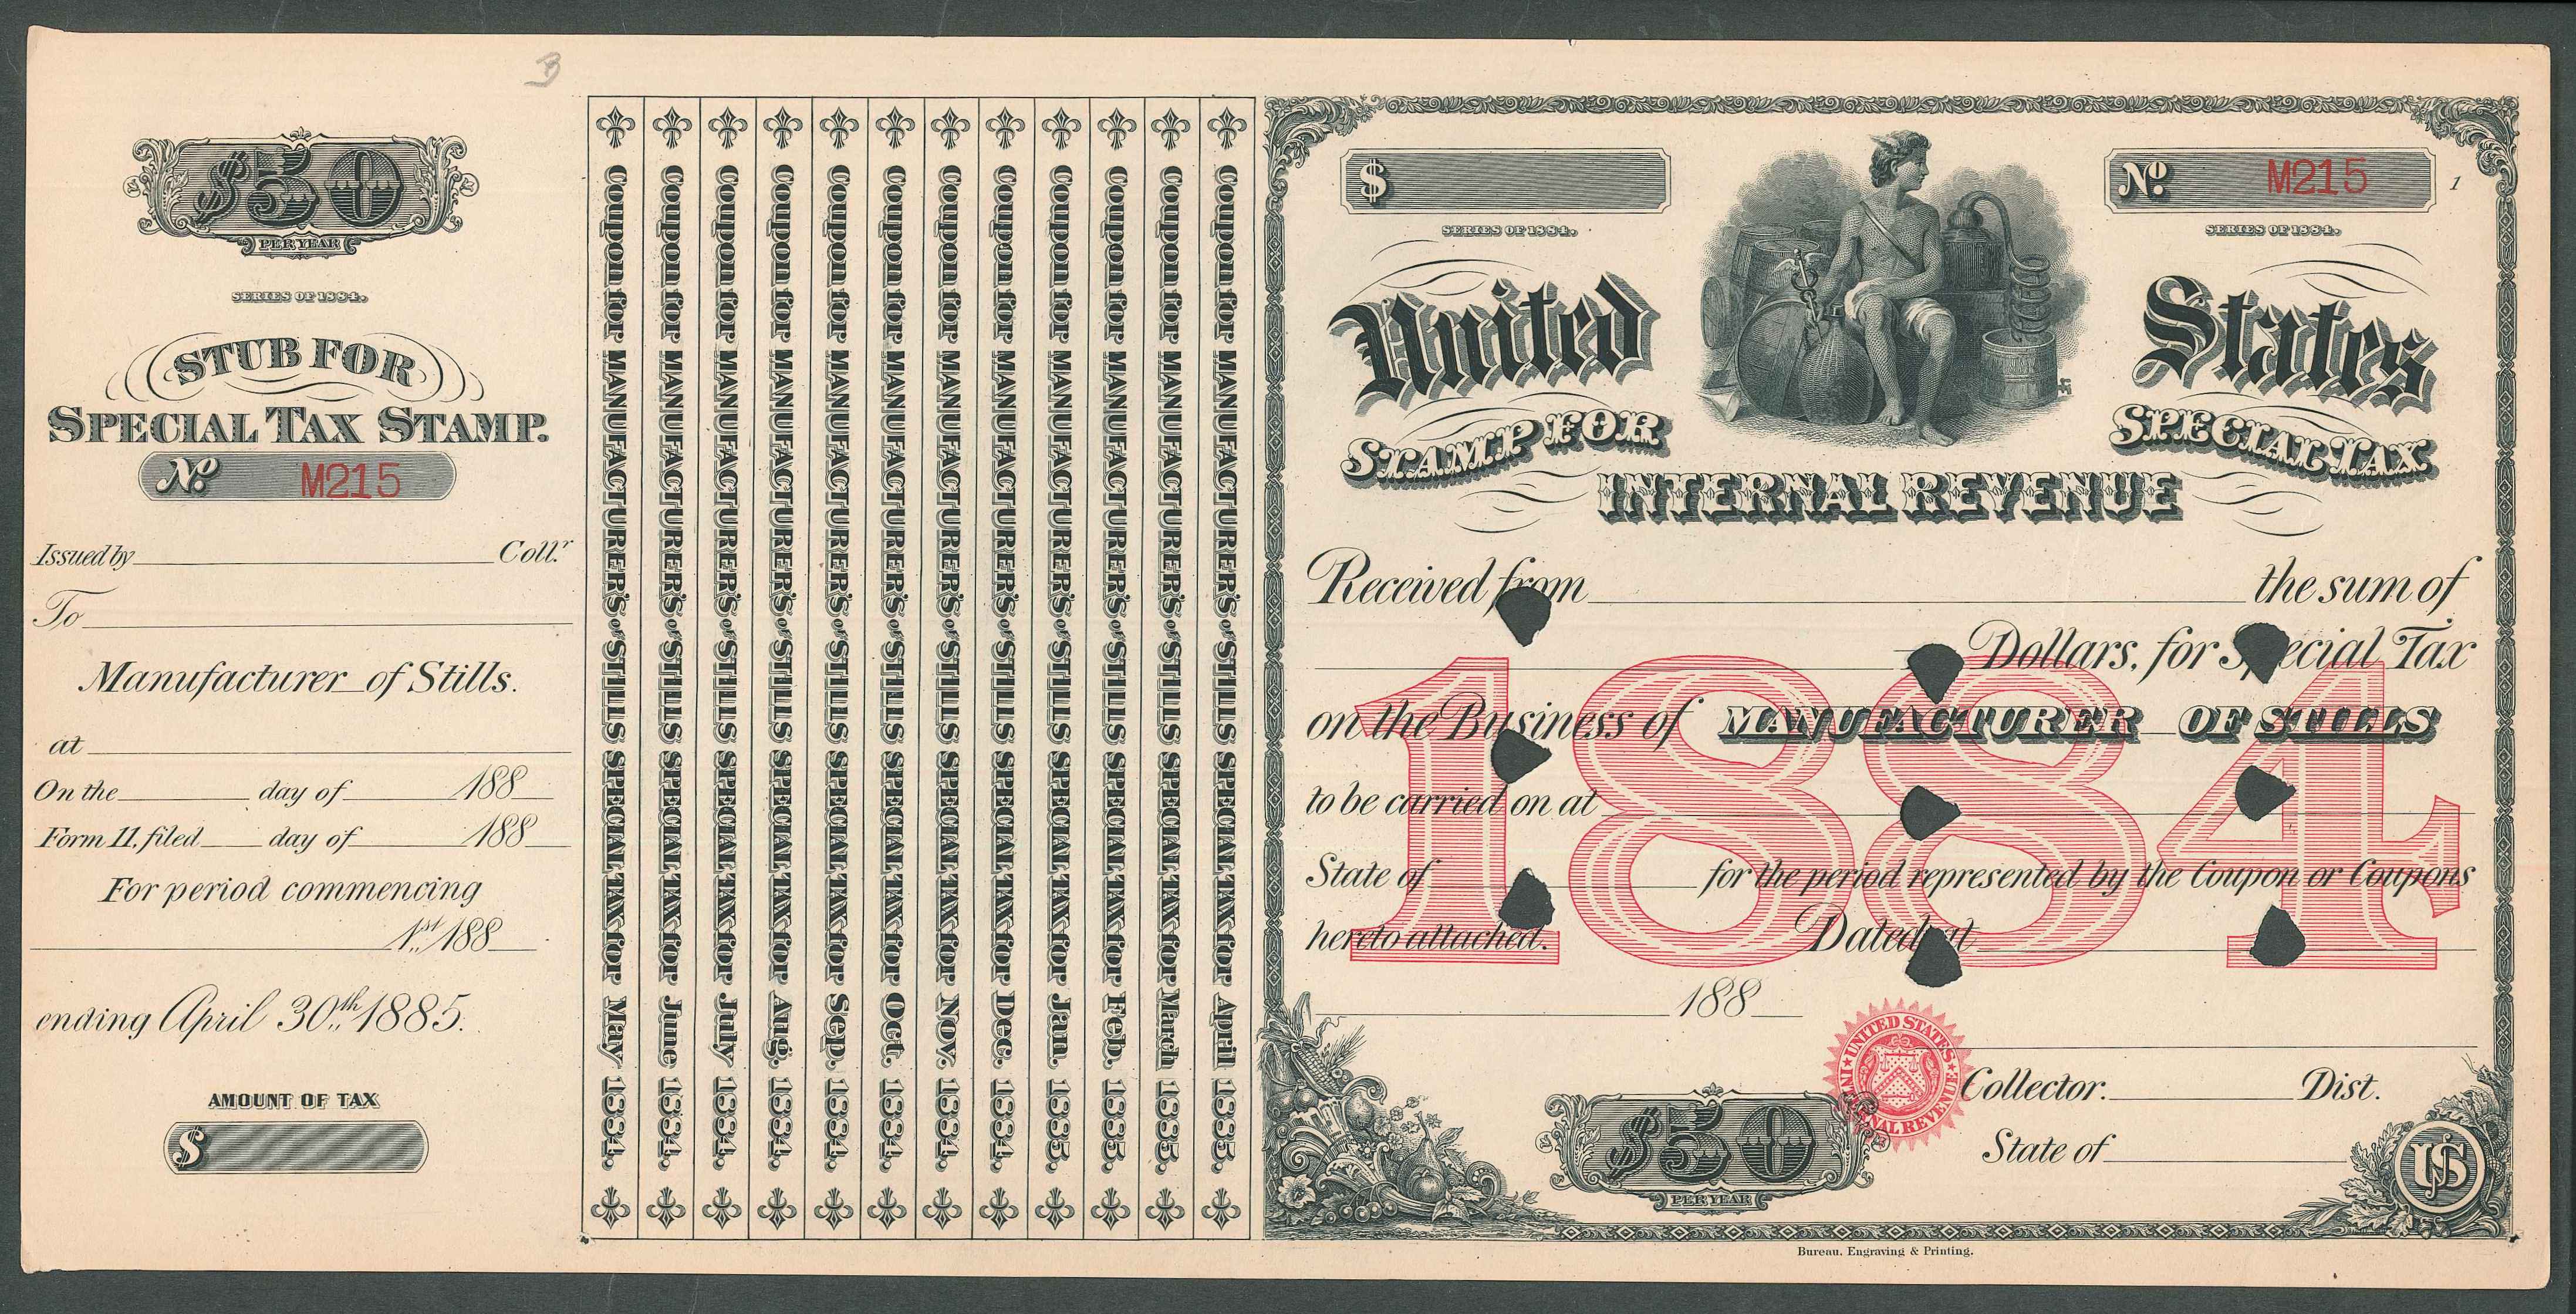 B
$50
PER YEAR
SERIES OF 1884.
STUB FOR
SPECIAL TAX STAMP.
No. M215
Issued by Coll.r
To
Manufacturer of Stills.
at
On the day of 188
Form 11, filed day of 188
For period commencing
1st. 188
ending April 30th. 1885.
AMOUNT OF TAX
$
Coupon for MANUFACTURER'S of STILLS SPECIAL TAX for May 1884.
Coupon for MANUFACTURER'S of STILLS SPECIAL TAX for June 1884.
Coupon for MANUFACTURER'S of STILLS SPECIAL TAX for July 1884.
Coupon for MANUFACTURER'S of STILLS SPECIAL TAX for Aug. 1884.
Coupon for MANUFACTURER'S of STILLS SPECIAL TAX for Sep. 1884.
Coupon for MANUFACTURER'S of STILLS SPECIAL TAX for Oct. 1884.
Coupon for MANUFACTURER'S of STILLS SPECIAL TAX for Nov. 1884.
Coupon for MANUFACTURER'S of STILLS SPECIAL TAX for Dec. 1884.
Coupon for MANUFACTURER'S of STILLS SPECIAL TAX for Jan. 1885.
Coupon for MANUFACTURER'S of STILLS SPECIAL TAX for Feb. 1885.
Coupon for MANUFACTURER'S of STILLS SPECIAL TAX for March 1885.
Coupon for MANUFACTURER'S of STILLS SPECIAL TAX for April 1885.
$ No. M215 1
SERIES OF 1884. SERIES OF 1884.
United States
STAMP FOR SPECIAL TAX
INTERNAL REVENUE
Received from the sum of
Dollars, for Special Tax
on the Business of MANUFACTURER OF STILLS
1884
to be carried on at
State of for the period represented by the Coupon or Coupons
hereto attached. Dated at
188
UNITED STATES INTERNAL REVENUE
Collector. Dist.
$50
PER YEAR
State of
US
Bureau, Engraving & Printing.